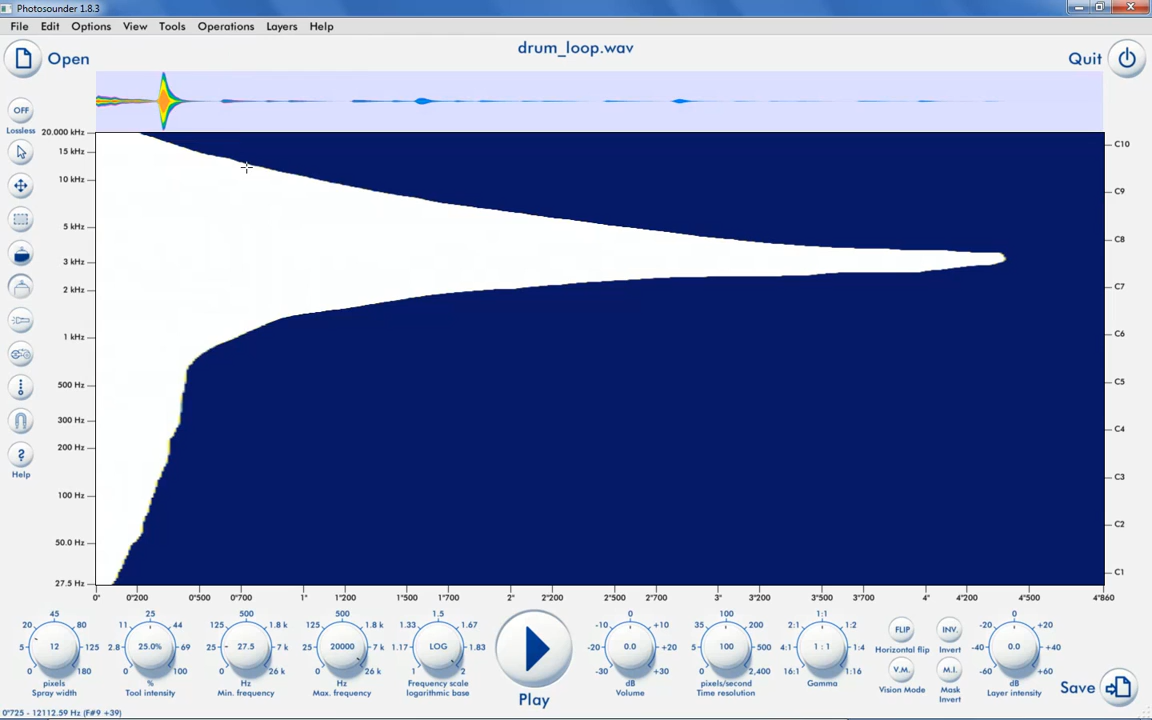 Photosounder 1.8.3
File Edit Options View Tools Operations Layers Help
drum_loop.wav
Open
Quit
OFF
Lossless
20.000 kHz
15 kHz
10 kHz
5 kHz
3 kHz
2 kHz
1 kHz
500 Hz
300 Hz
200 Hz
100 Hz
50.0 Hz
27.5 Hz
C10
C9
C8
C7
C6
C5
C4
C3
C2
C1
?
Help
0" 0"200 0"500 0"700 1" 1"200 1"500 1"700 2" 2"200 2"500 2"700 3" 3"200 3"500 3"700 4" 4"200 4"500 4"860
45
20 80
5 12 125
0 180
pixels
Spray width
25
11 44
2.8 25.0% 69
0 100
%
Tool intensity
500
125 1.8 k
25 27.5 7 k
0 26 k
Hz
Min. frequency
500
125 1.8 k
25 20000 7 k
0 26 k
Hz
Max. frequency
1.5
1.33 1.67
1.17 LOG 1.83
1 2
Frequency scale
logarithmic base
Play
0
-10 +10
-20 0.0 +20
-30 +30
dB
Volume
100
35 200
5 100 700
0 2,400
pixels/second
Time resolution
1:1
2:1 1:2
4:1 1 : 1 1:4
16:1 1:16
Gamma
FLIP
Horizontal flip
INV.
Invert
V.M.
Vision Mode
M.I.
Mask
Invert
0
-20 +20
-40 0.0 +40
-60 +60
dB
Layer intensity
Save
0"725 - 12112.59 Hz (F#9 +39)